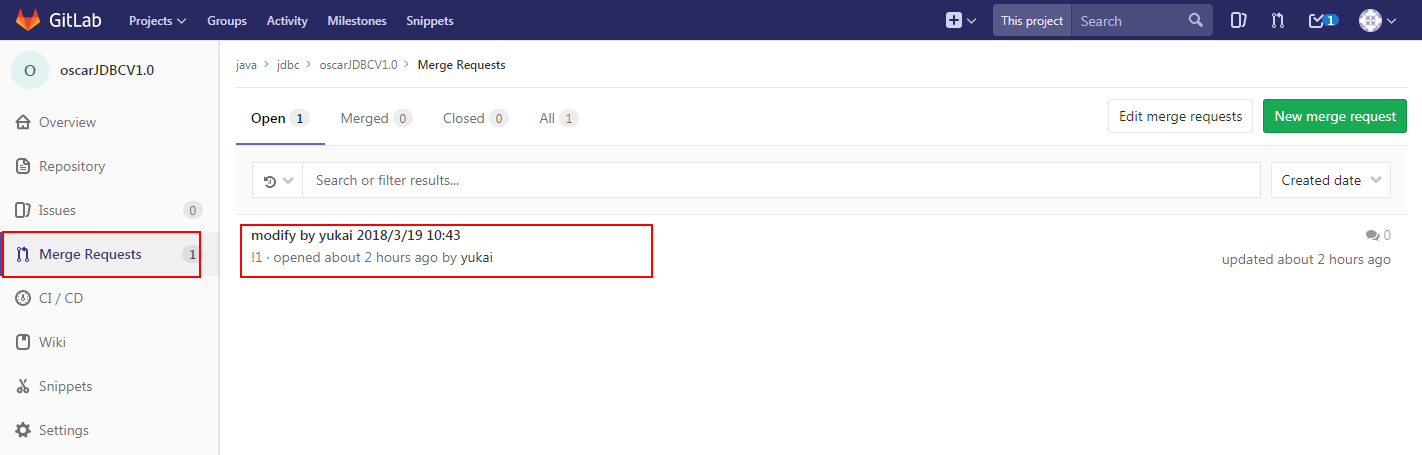 GitLab Projects Groups Activity Milestones Snippets This project Search 1
O oscarJDBCV1.0
Overview
Repository
Issues 0
Merge Requests 1
CI / CD
Wiki
Snippets
Settings
java > jdbc > oscarJDBCV1.0 > Merge Requests
Open 1 Merged 0 Closed 0 All 1 Edit merge requests New merge request
Search or filter results... Created date
modify by yukai 2018/3/19 10:43 0
!1 · opened about 2 hours ago by yukai updated about 2 hours ago